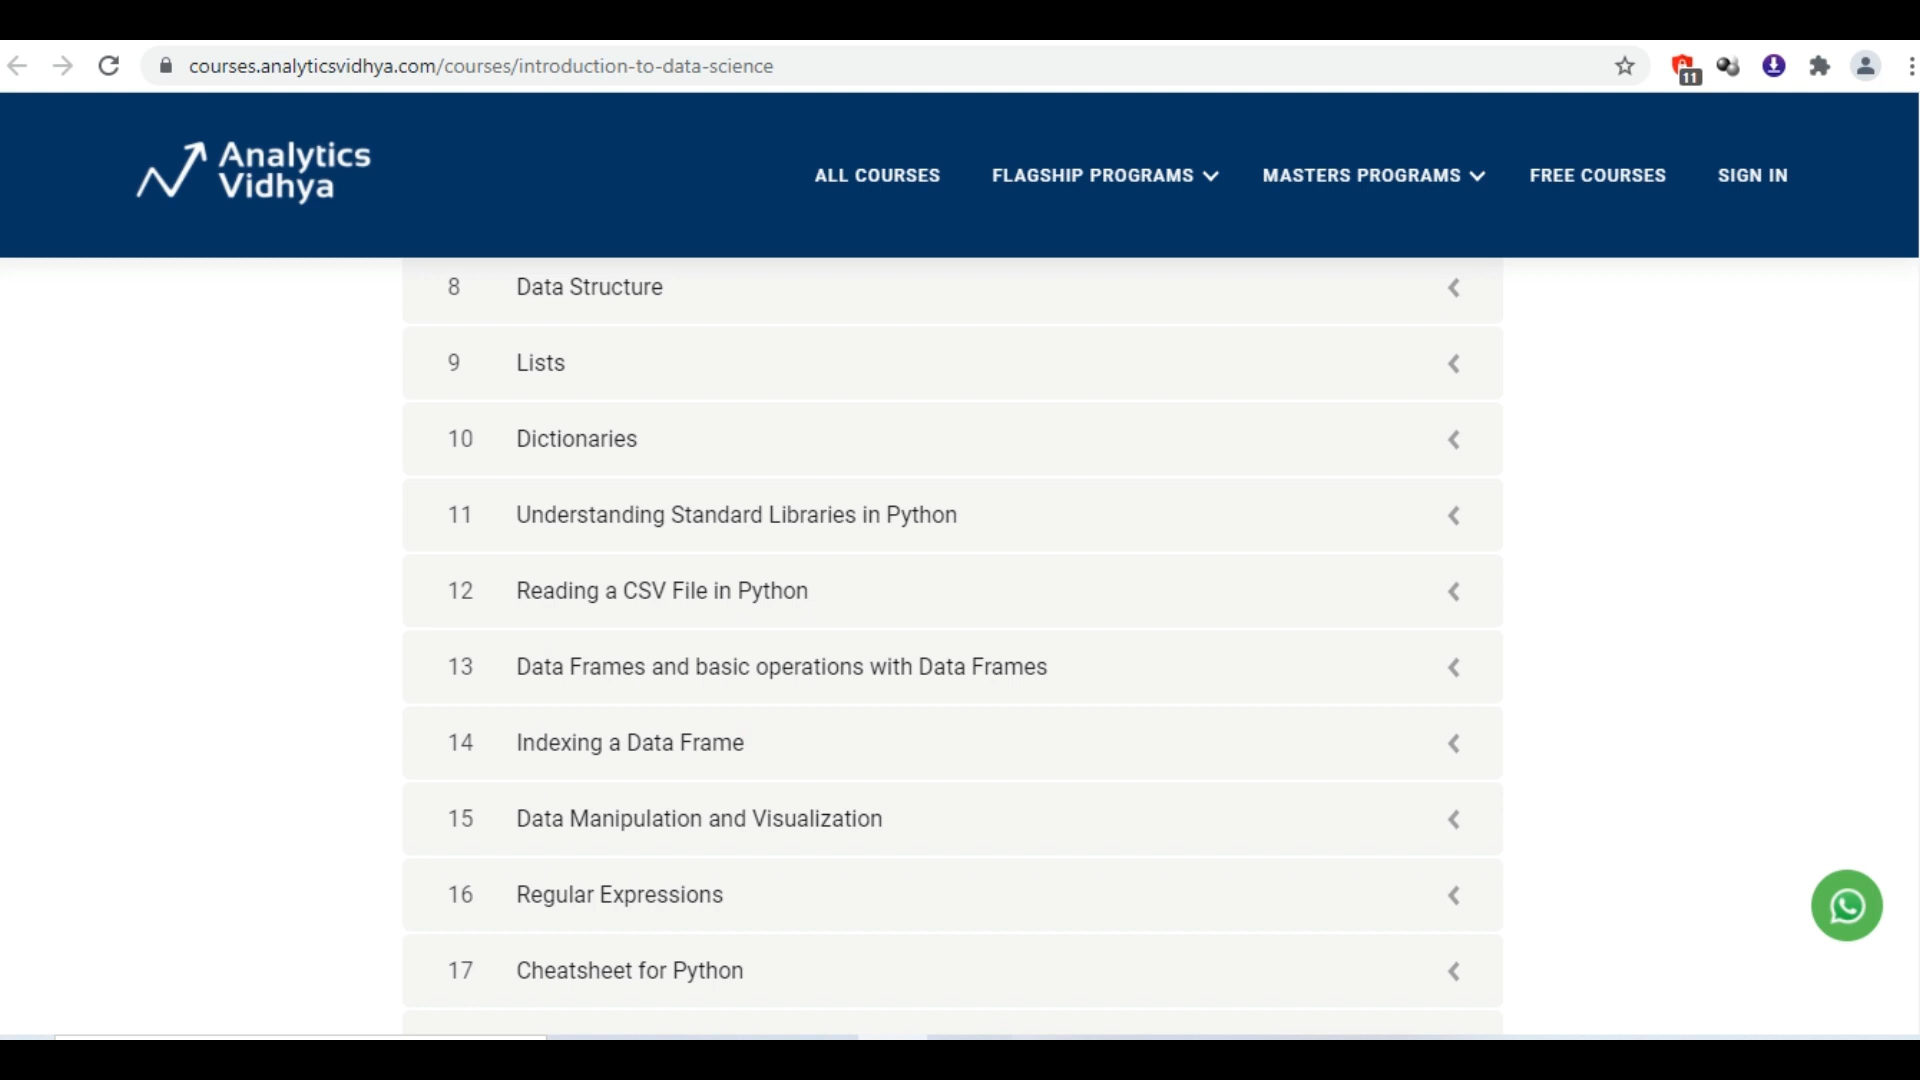 courses.analyticsvidhya.com/courses/introduction-to-data-science
11
Analytics
Vidhya
ALL COURSES FLAGSHIP PROGRAMS MASTERS PROGRAMS FREE COURSES SIGN IN
8 Data Structure
9 Lists
10 Dictionaries
11 Understanding Standard Libraries in Python
12 Reading a CSV File in Python
13 Data Frames and basic operations with Data Frames
14 Indexing a Data Frame
15 Data Manipulation and Visualization
16 Regular Expressions
17 Cheatsheet for Python